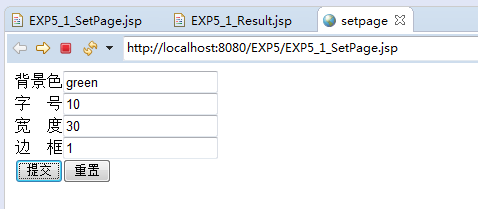 EXP5_1_SetPage.jsp EXP5_1_Result.jsp setpage
http://localhost:8080/EXP5/EXP5_1_SetPage.jsp
背景色 green
字 号 10
宽 度 30
边 框 1
提交 重置